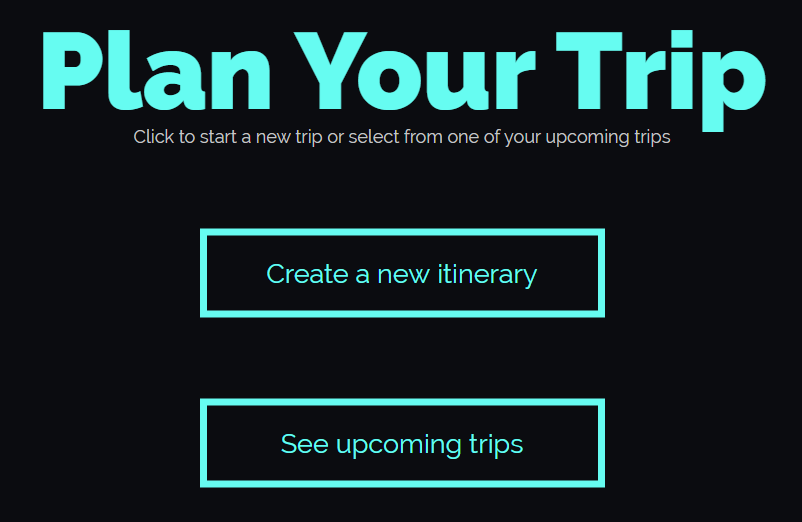 Plan Your Trip
Click to start a new trip or select from one of your upcoming trips
Create a new itinerary
See upcoming trips